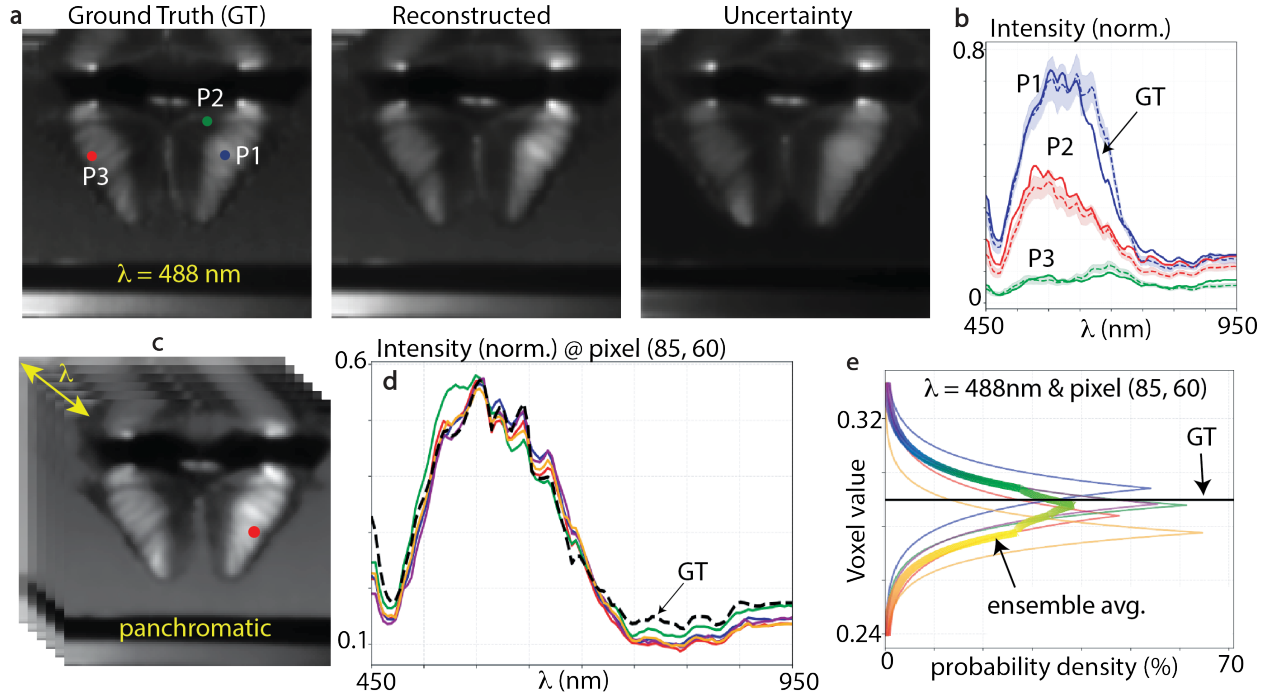 a Ground Truth (GT) Reconstructed Uncertainty
P2
P1
P3
λ = 488 nm
b
Intensity (norm.)
0.8
P1
GT
P2
P3
0
450 λ (nm) 950
c
λ
panchromatic
Intensity (norm.) @ pixel (85, 60)
0.6
d
GT
0.1
450 λ (nm) 950
e
λ = 488nm & pixel (85, 60)
0.32
GT
Voxel value
ensemble avg.
0.24
0 probability density (%) 70